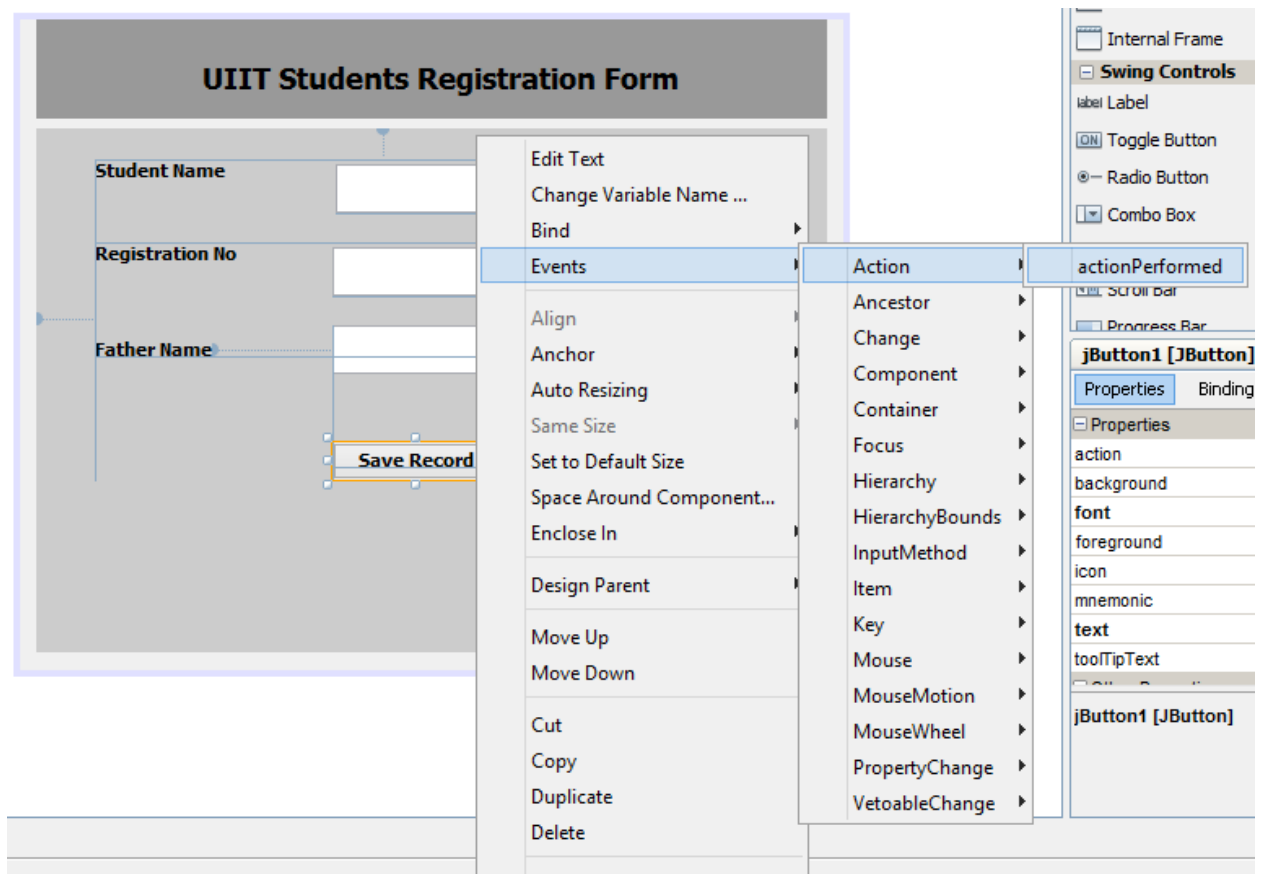 UIIT Students Registration Form
Student Name
Registration No
Father Name
Save Record
Edit Text
Change Variable Name ...
Bind
Events
Align
Anchor
Auto Resizing
Same Size
Set to Default Size
Space Around Component...
Enclose In
Design Parent
Move Up
Move Down
Cut
Copy
Duplicate
Delete
Action
Ancestor
Change
Component
Container
Focus
Hierarchy
HierarchyBounds
InputMethod
Item
Key
Mouse
MouseMotion
MouseWheel
PropertyChange
VetoableChange
actionPerformed
Internal Frame
Swing Controls
label Label
ON Toggle Button
Radio Button
Combo Box
Scroll Bar
Progress Bar
jButton1 [JButton]
Properties Binding
Properties
action
background
font
foreground
icon
mnemonic
text
toolTipText
jButton1 [JButton]